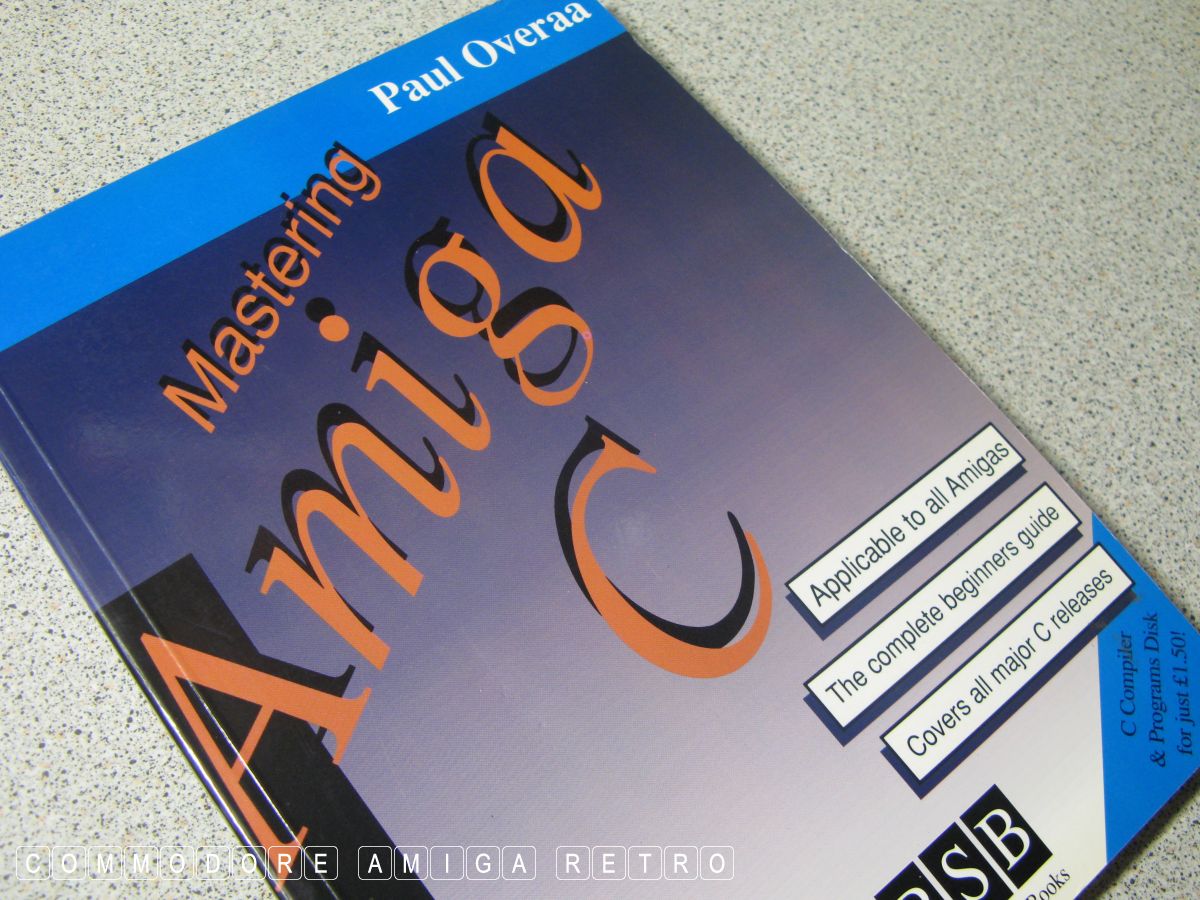 Paul Overaa
Mastering
Amiga
C
Applicable to all Amigas
The complete beginners guide
Covers all major C releases
C Compiler
& Programs Disk
for just £1.50!
SB
Books
COMMODORE AMIGA RETRO